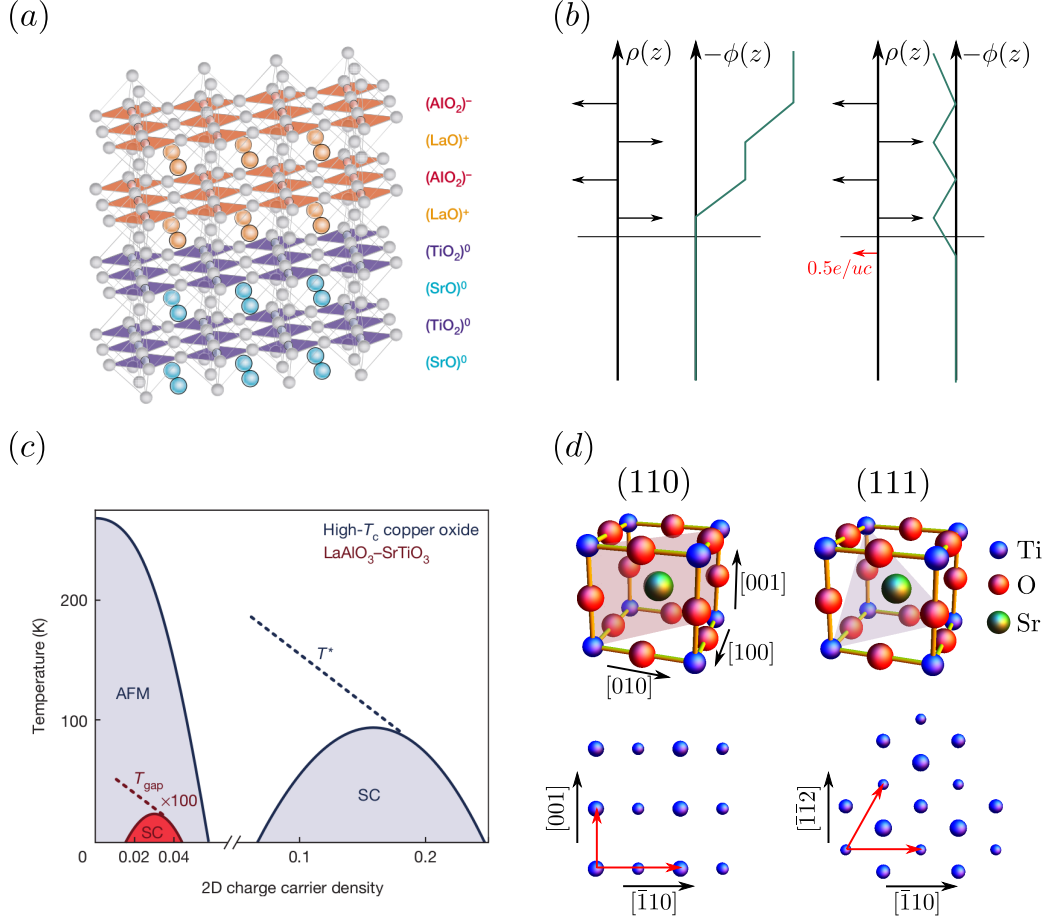 (a)
(AlO₂)⁻
(LaO)⁺
(AlO₂)⁻
(LaO)⁺
(TiO₂)⁰
(SrO)⁰
(TiO₂)⁰
(SrO)⁰
(b)
ρ(z)
−ϕ(z)
ρ(z)
−ϕ(z)
0.5e/uc
(c)
High-T꜀ copper oxide
LaAlO₃–SrTiO₃
Temperature (K)
200
100
0
0.02
0.04
0.1
0.2
2D charge carrier density
AFM
T*
T_gap
×100
SC
SC
(d)
(110)
(111)
[001]
[100]
[010]
Ti
O
Sr
[001]
[1̄10]
[1̄1̄2]
[1̄10]